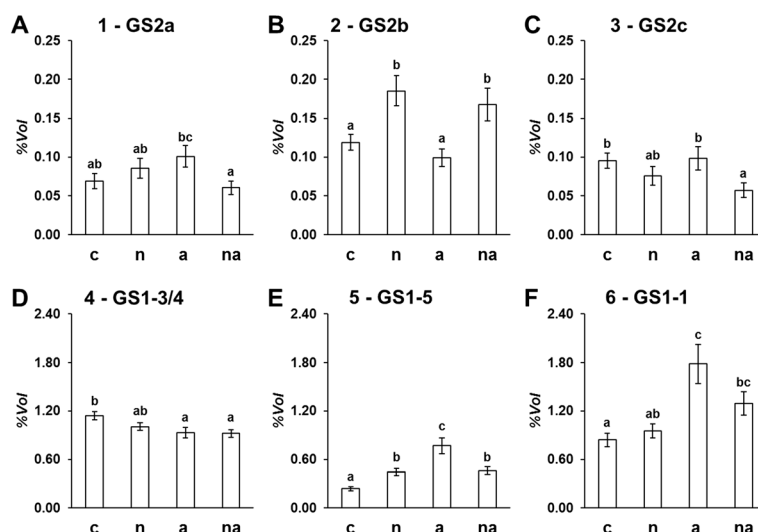 A 1 - GS2a
%Vol
0.25
0.20
0.15
0.10
0.05
0.00
ab ab bc a
c n a na
B 2 - GS2b
%Vol
0.25
0.20
0.15
0.10
0.05
0.00
a b a b
c n a na
C 3 - GS2c
%Vol
0.25
0.20
0.15
0.10
0.05
0.00
b ab b a
c n a na
D 4 - GS1-3/4
%Vol
2.40
1.80
1.20
0.60
0.00
b ab a a
c n a na
E 5 - GS1-5
%Vol
2.40
1.80
1.20
0.60
0.00
a b c b
c n a na
F 6 - GS1-1
%Vol
2.40
1.80
1.20
0.60
0.00
a ab c bc
c n a na